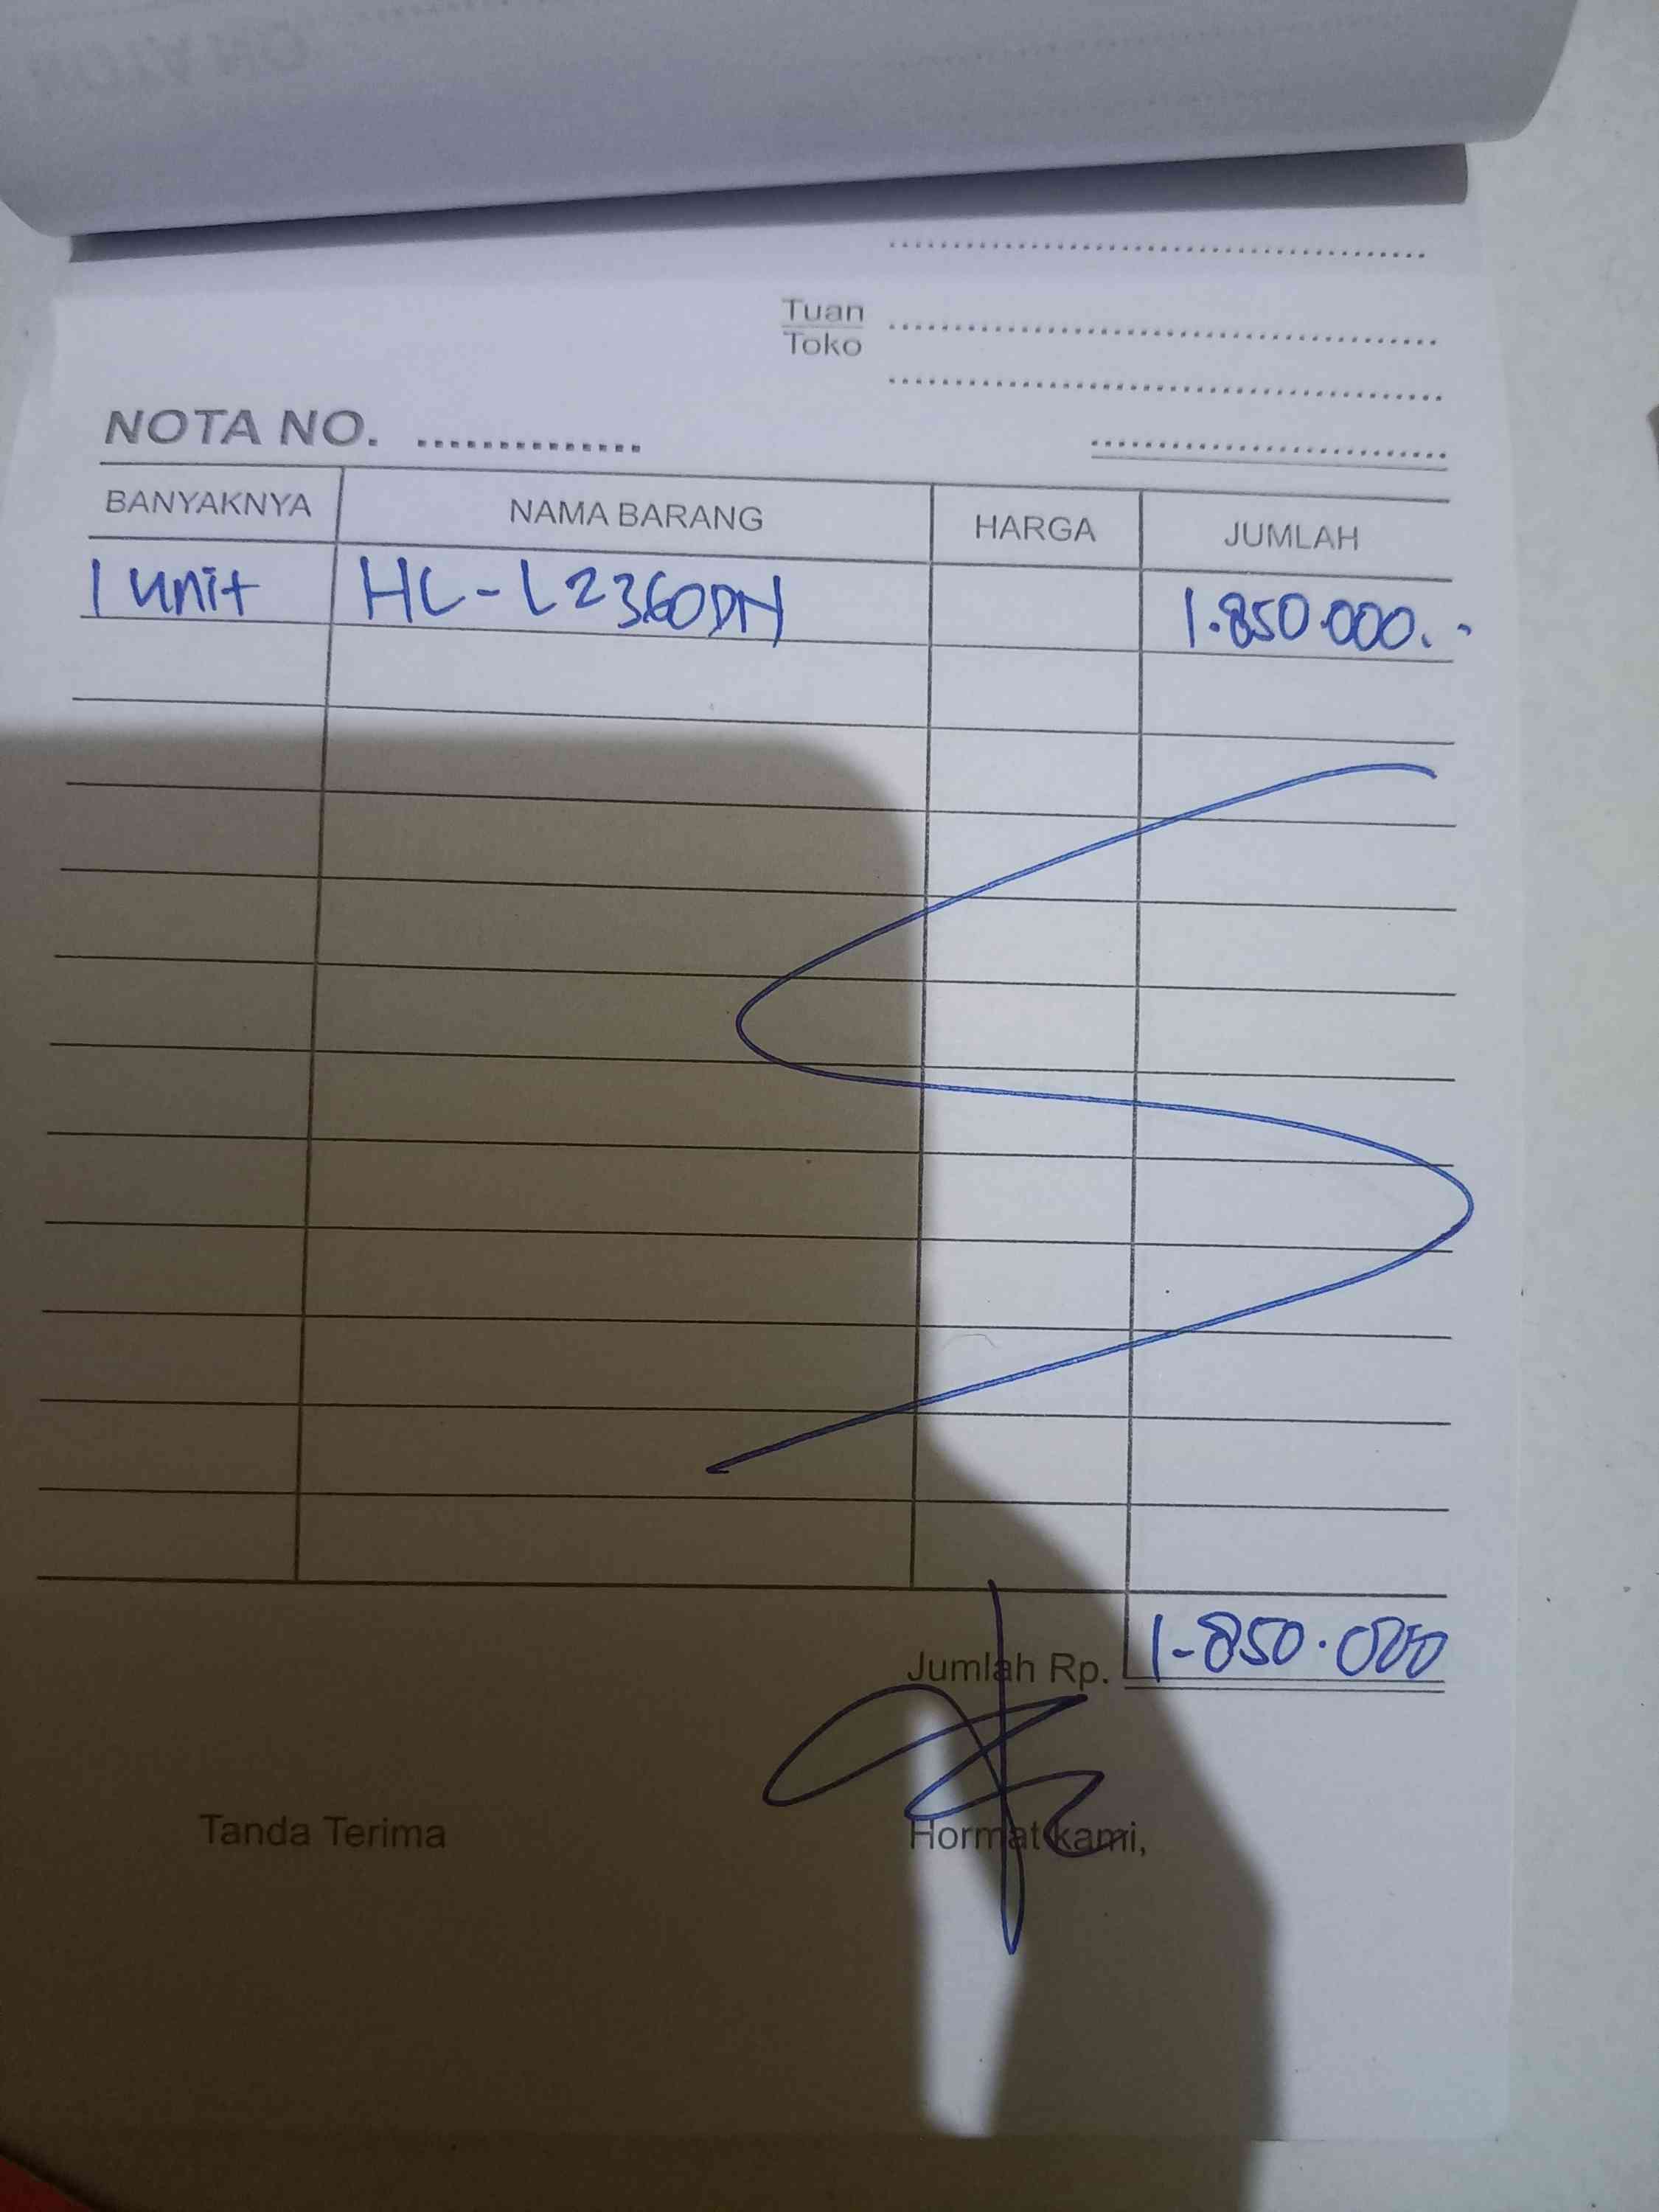 Tuan
Toko
NOTA NO.
BANYAKNYA NAMA BARANG HARGA JUMLAH
1 unit HL-L2360DN 1.850.000.-
Jumlah Rp. 1-850.000
Tanda Terima Hormat kami,